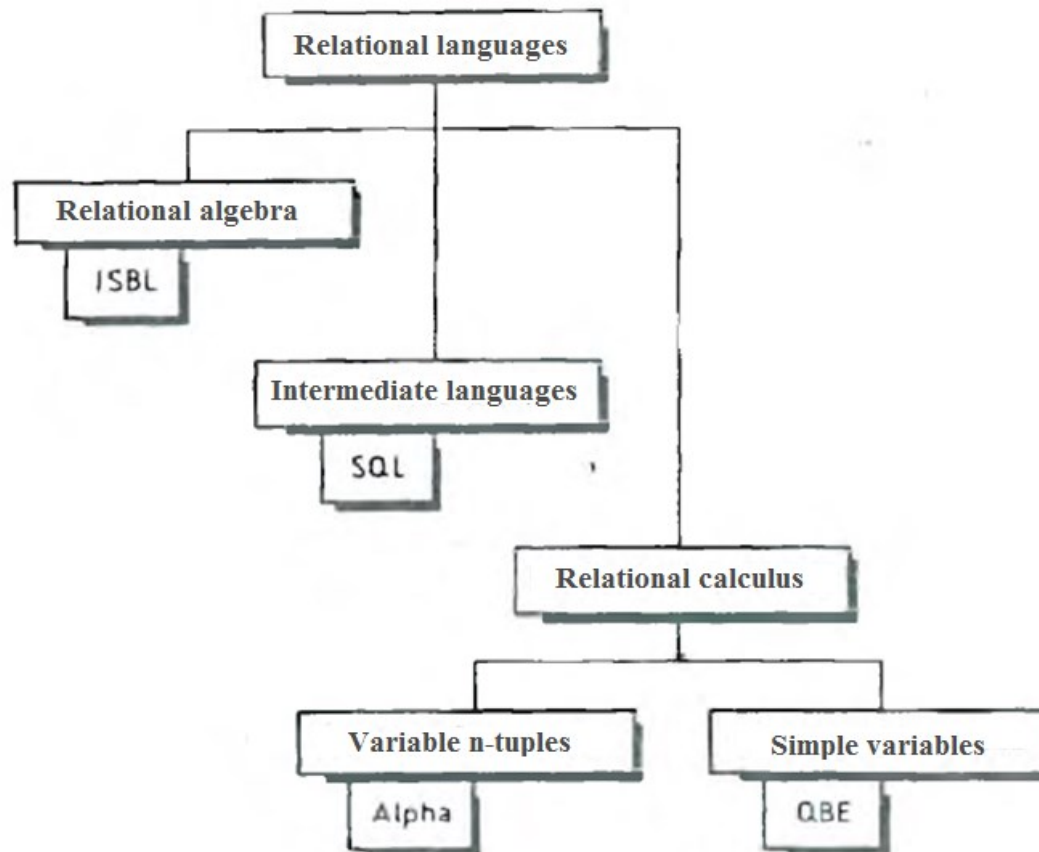 Relational languages
Relational algebra
ISBL
Intermediate languages
SQL
Relational calculus
Variable n-tuples
Simple variables
Alpha
QBE